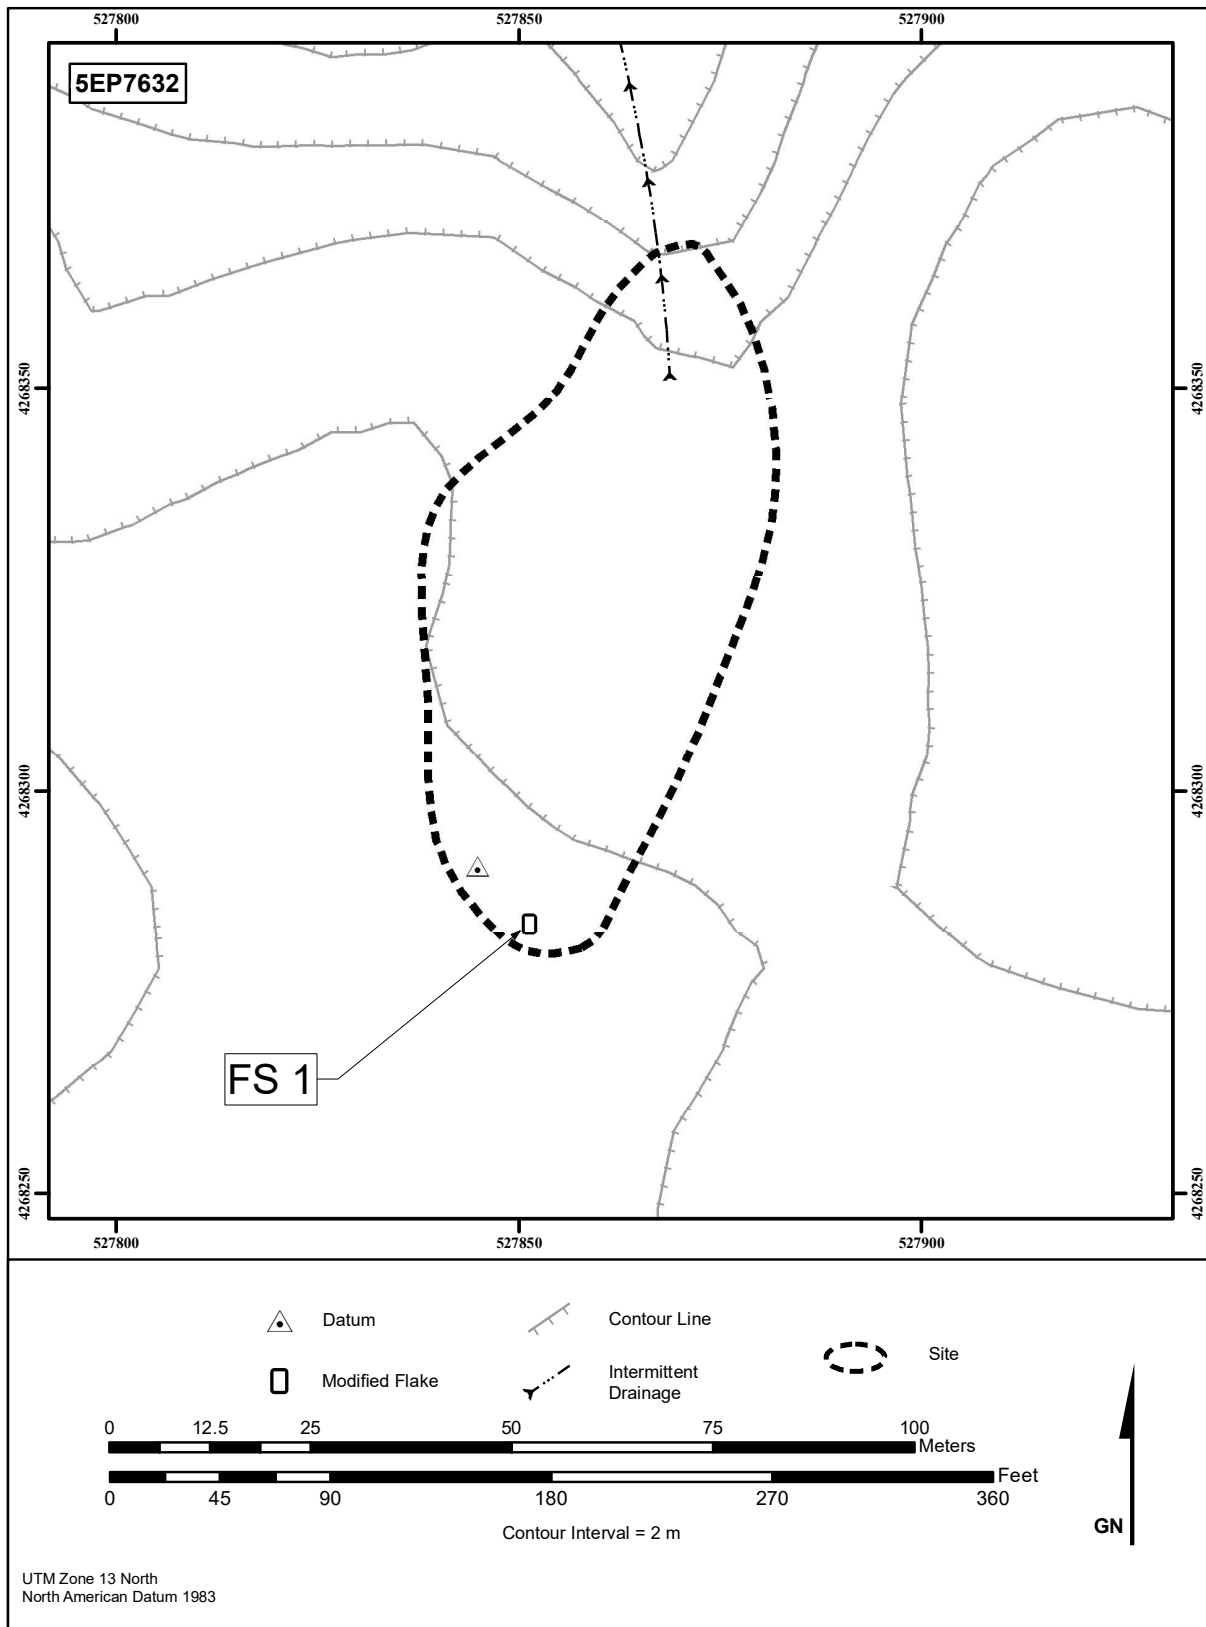 527800 527850 527900
5EP7632
4268350 4268350
4268300 4268300
FS 1
4268250 4268250
527800 527850 527900
Datum
Contour Line
Site
Modified Flake
Intermittent
Drainage
0 12.5 25 50 75 100
Meters
Feet
0 45 90 180 270 360
Contour Interval = 2 m
GN
UTM Zone 13 North
North American Datum 1983